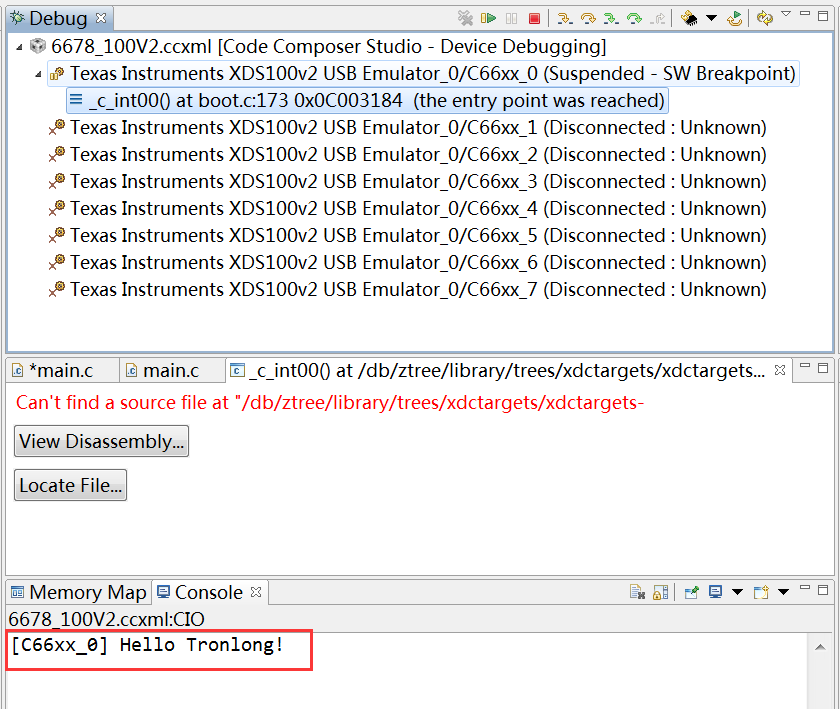 Debug
6678_100V2.ccxml [Code Composer Studio - Device Debugging]
Texas Instruments XDS100v2 USB Emulator_0/C66xx_0 (Suspended - SW Breakpoint)
_c_int00() at boot.c:173 0x0C003184 (the entry point was reached)
Texas Instruments XDS100v2 USB Emulator_0/C66xx_1 (Disconnected : Unknown)
Texas Instruments XDS100v2 USB Emulator_0/C66xx_2 (Disconnected : Unknown)
Texas Instruments XDS100v2 USB Emulator_0/C66xx_3 (Disconnected : Unknown)
Texas Instruments XDS100v2 USB Emulator_0/C66xx_4 (Disconnected : Unknown)
Texas Instruments XDS100v2 USB Emulator_0/C66xx_5 (Disconnected : Unknown)
Texas Instruments XDS100v2 USB Emulator_0/C66xx_6 (Disconnected : Unknown)
Texas Instruments XDS100v2 USB Emulator_0/C66xx_7 (Disconnected : Unknown)
*main.c main.c _c_int00() at /db/ztree/library/trees/xdctargets/xdctargets...
Can't find a source file at "/db/ztree/library/trees/xdctargets/xdctargets-
View Disassembly...
Locate File...
Memory Map Console
6678_100V2.ccxml:CIO
[C66xx_0] Hello Tronlong!